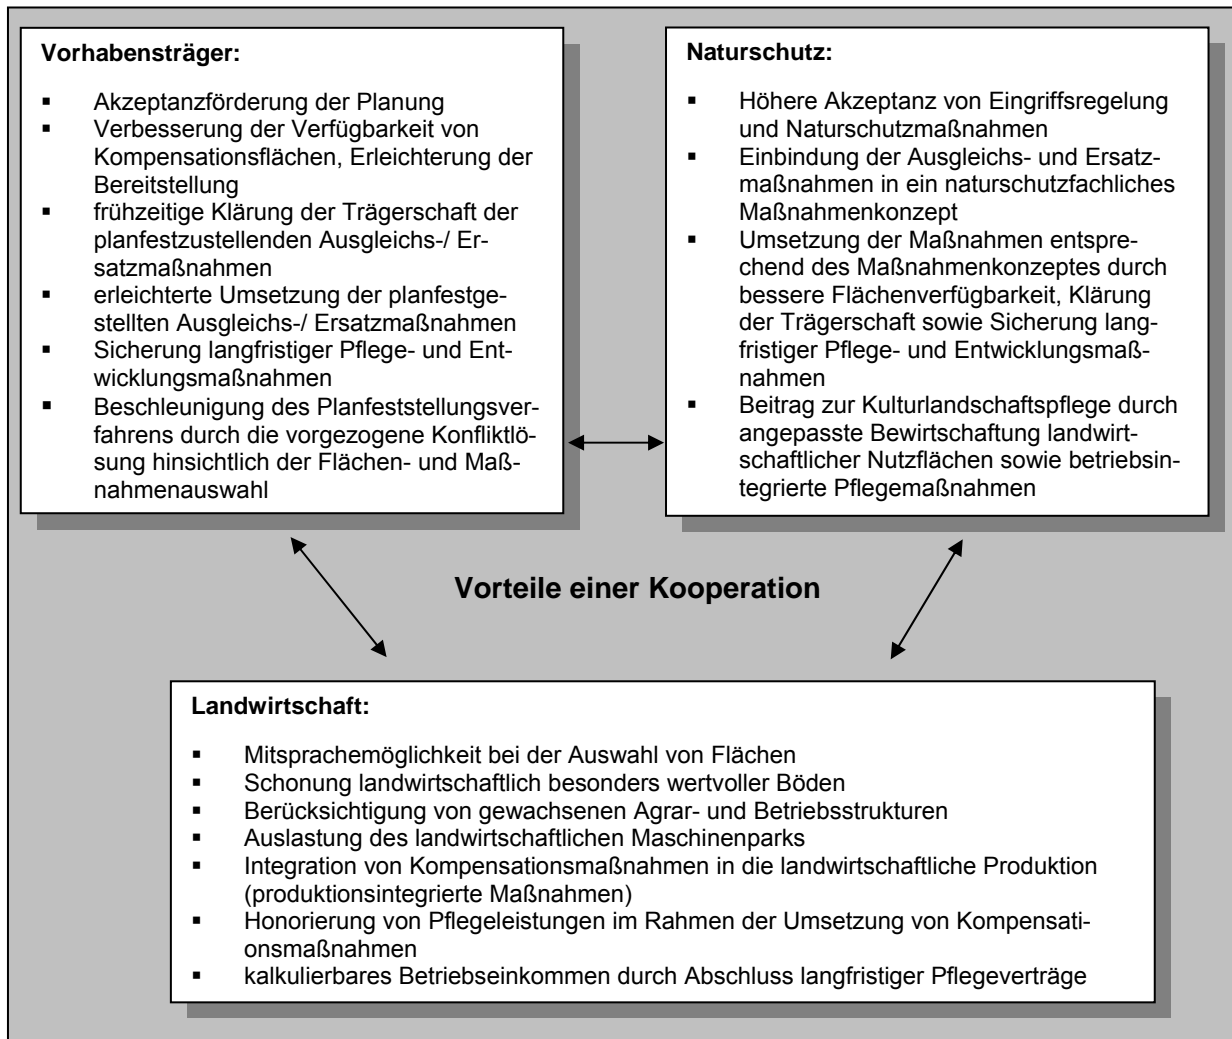 Vorhabensträger:
▪ Akzeptanzförderung der Planung
▪ Verbesserung der Verfügbarkeit von
Kompensationsflächen, Erleichterung der
Bereitstellung
▪ frühzeitige Klärung der Trägerschaft der
planfestzustellenden Ausgleichs-/ Er-
satzmaßnahmen
▪ erleichterte Umsetzung der planfestge-
stellten Ausgleichs-/ Ersatzmaßnahmen
▪ Sicherung langfristiger Pflege- und Ent-
wicklungsmaßnahmen
▪ Beschleunigung des Planfeststellungsver-
fahrens durch die vorgezogene Konfliktlö-
sung hinsichtlich der Flächen- und Maß-
nahmenauswahl
Naturschutz:
▪ Höhere Akzeptanz von Eingriffsregelung
und Naturschutzmaßnahmen
▪ Einbindung der Ausgleichs- und Ersatz-
maßnahmen in ein naturschutzfachliches
Maßnahmenkonzept
▪ Umsetzung der Maßnahmen entspre-
chend des Maßnahmenkonzeptes durch
bessere Flächenverfügbarkeit, Klärung
der Trägerschaft sowie Sicherung lang-
fristiger Pflege- und Entwicklungsmaß-
nahmen
▪ Beitrag zur Kulturlandschaftspflege durch
angepasste Bewirtschaftung landwirt-
schaftlicher Nutzflächen sowie betriebsin-
tegrierte Pflegemaßnahmen
Vorteile einer Kooperation
Landwirtschaft:
▪ Mitsprachemöglichkeit bei der Auswahl von Flächen
▪ Schonung landwirtschaftlich besonders wertvoller Böden
▪ Berücksichtigung von gewachsenen Agrar- und Betriebsstrukturen
▪ Auslastung des landwirtschaftlichen Maschinenparks
▪ Integration von Kompensationsmaßnahmen in die landwirtschaftliche Produktion
(produktionsintegrierte Maßnahmen)
▪ Honorierung von Pflegeleistungen im Rahmen der Umsetzung von Kompensati-
onsmaßnahmen
▪ kalkulierbares Betriebseinkommen durch Abschluss langfristiger Pflegeverträge